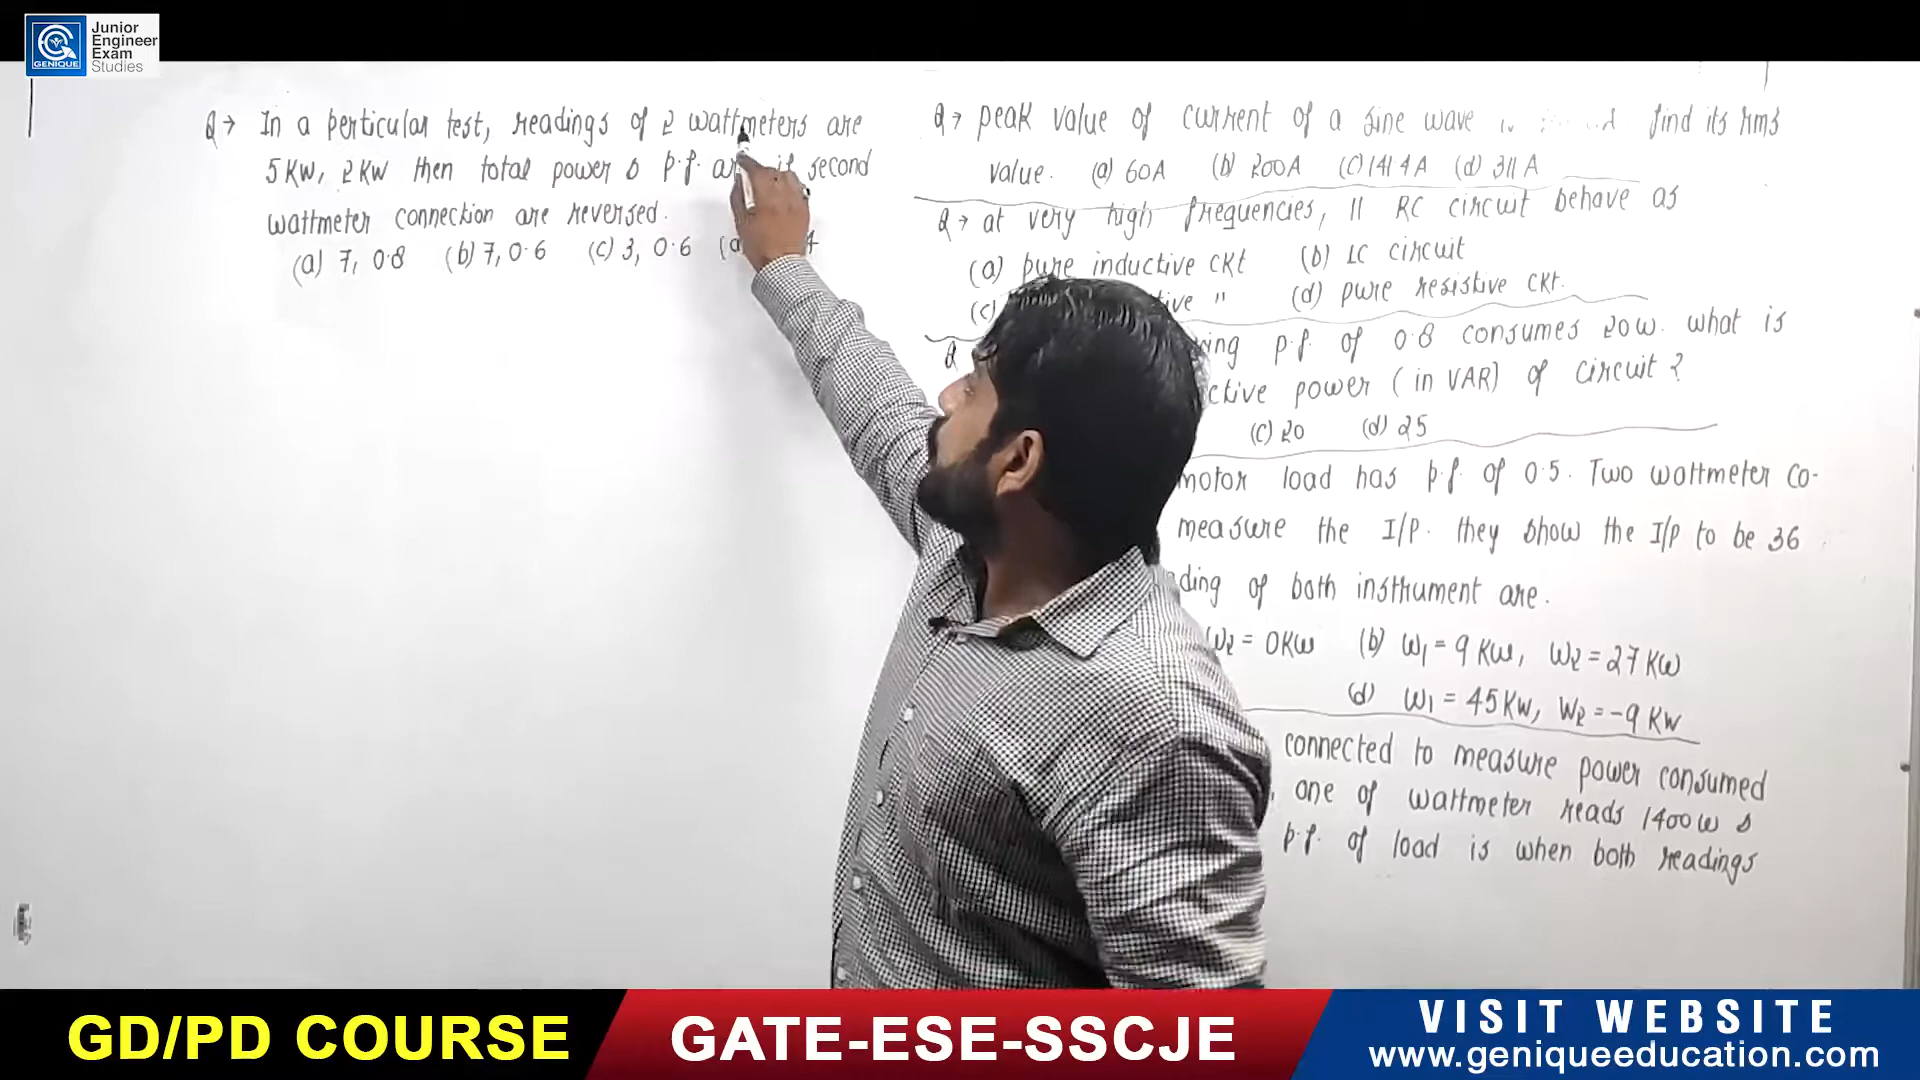 Junior
Engineer
Exam
Studies
GENIQUE
Q→ In a perticular test, readings of 2 wattmeters are
5KW, 2KW then total power & p.f. if second
wattmeter connection are reversed.
(a) 7, 0.8 (b) 7, 0.6 (c) 3, 0.6
Q→ peak value of current of a sine wave find its rms
value. (a) 60A (b) 200A (c) 141.4A (d) 311A
Q→ at very high frequencies, || RC circuit behave as
(a) pure inductive ckt (b) LC circuit
(c) " (d) pure resistive ckt.
Q p.f. of 0.8 consumes 20W. what is
power (in VAR) of circuit?
(c) 20 (d) 25
motor load has p.f. of 0.5. Two wattmeter co-
measure the I/P. they show the I/P to be 36
of both instrument are.
W2 = 0KW (b) W1 = 9 KW, W2 = 27 KW
(d) W1 = 45 KW, W2 = -9 KW
connected to measure power consumed
one of wattmeter reads 1400W &
p.f. of load is when both readings
GD/PD COURSE
GATE-ESE-SSCJE
VISIT WEBSITE
www.geniqueeducation.com